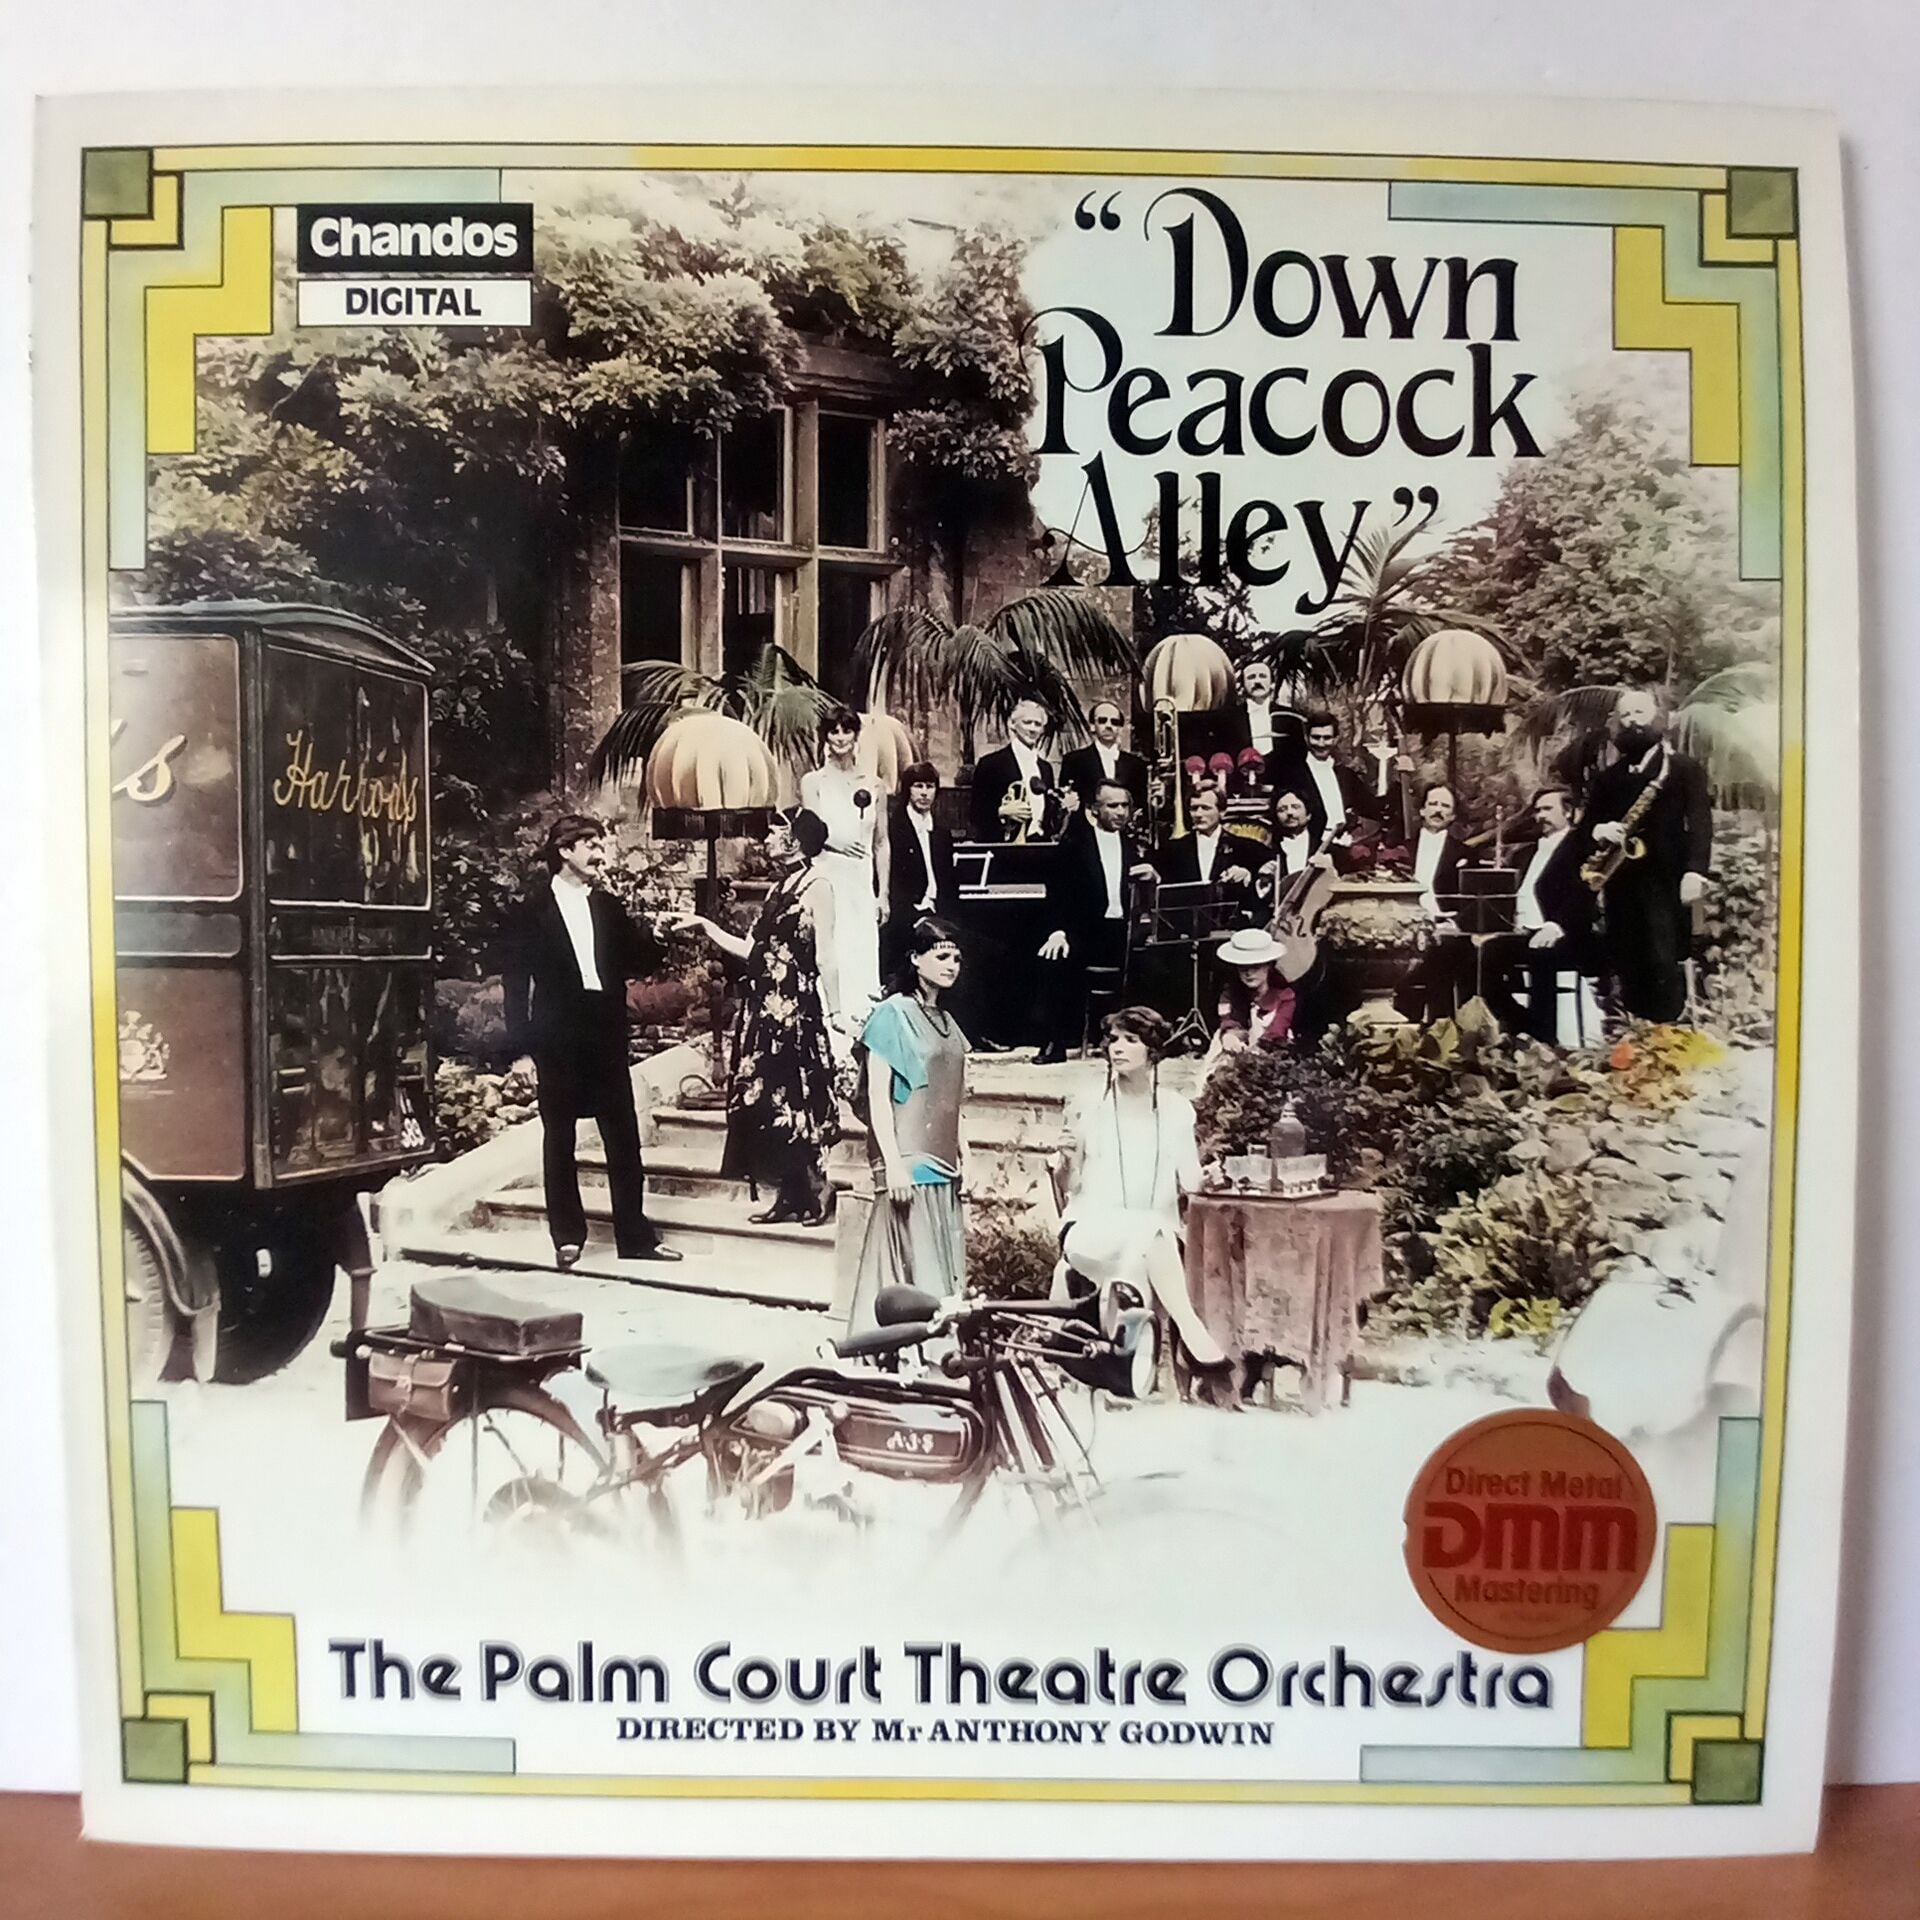 Chandos
DIGITAL
“Down
Peacock
Alley”
's
Harrods
A.J.S
Direct Metal
DMM
Mastering
The Palm Court Theatre Orchestra
DIRECTED BY Mr ANTHONY GODWIN